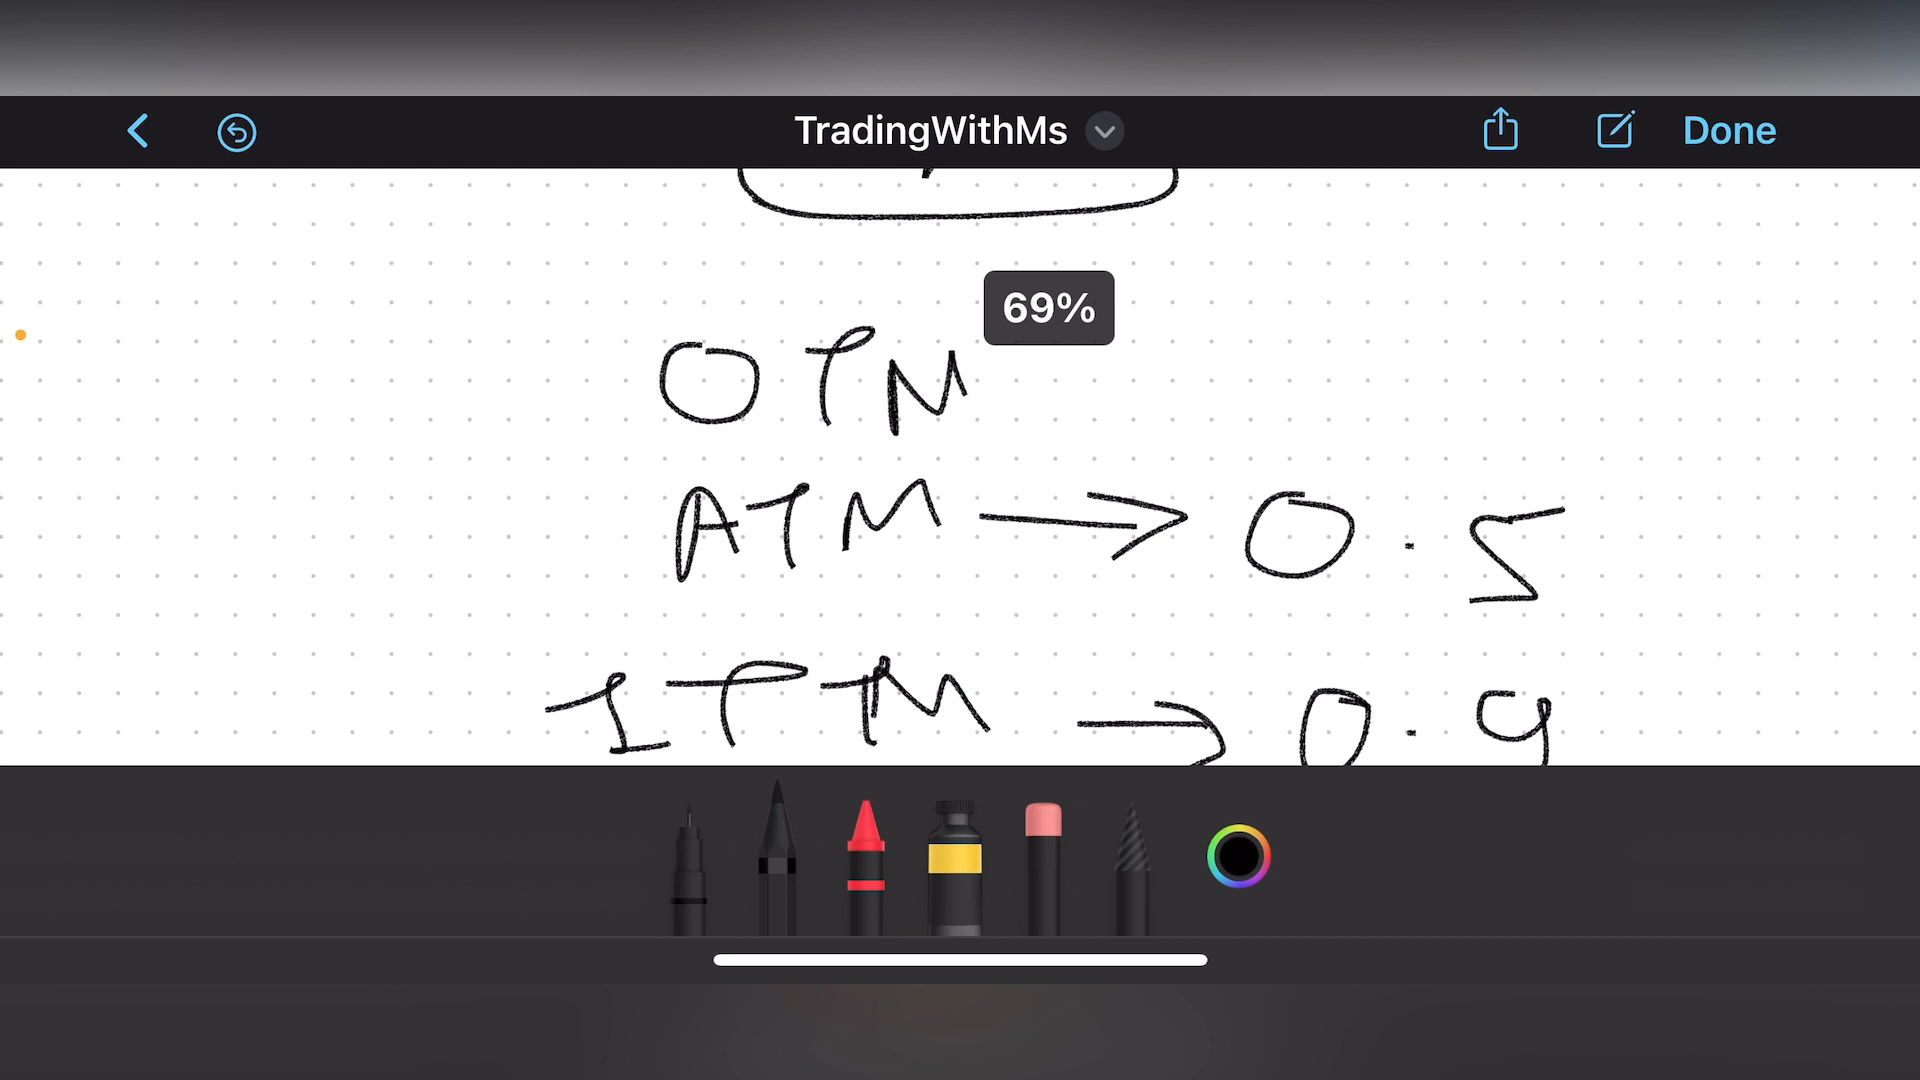 TradingWithMs
Done
69%
OTM
ATM → 0.5
ITM → 0.9